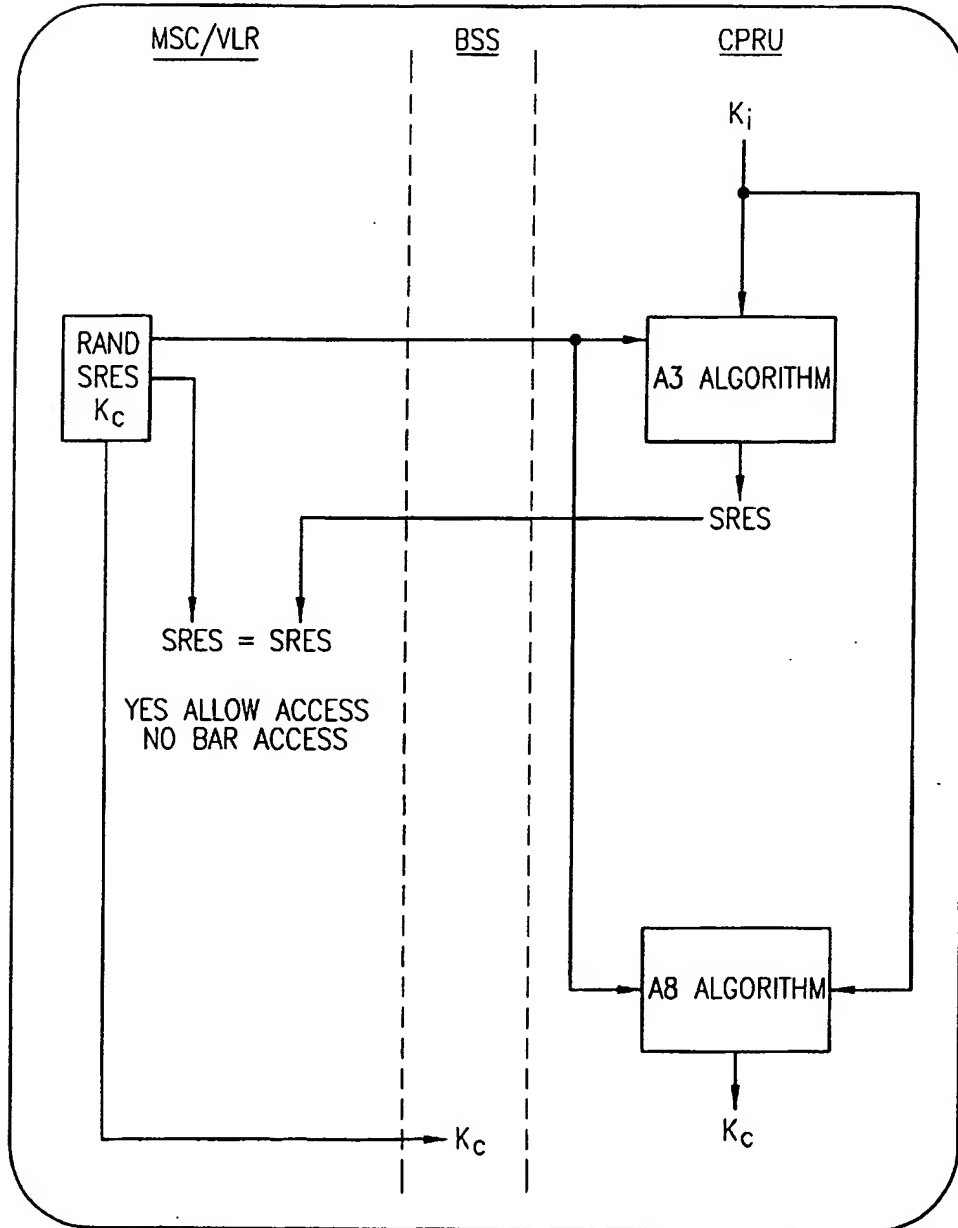 MSC/VLR
BSS
CPRU
Ki
RAND
SRES
Kc
A3 ALGORITHM
SRES
SRES = SRES
YES ALLOW ACCESS
NO BAR ACCESS
A8 ALGORITHM
Kc
Kc